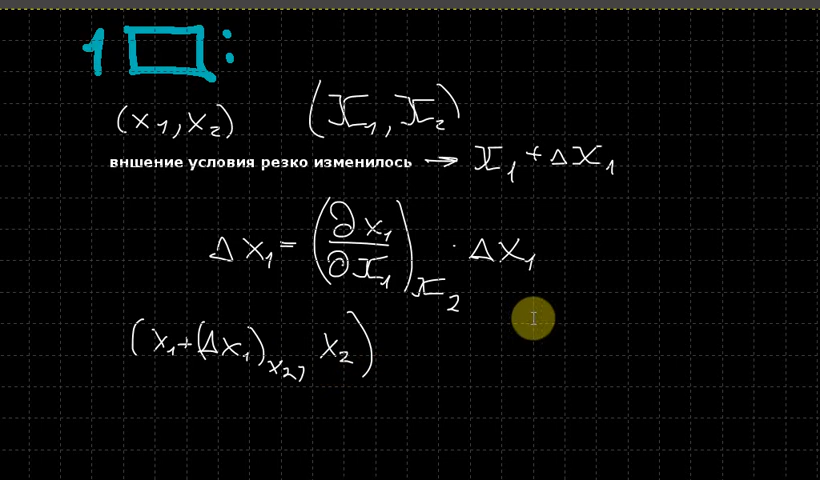 1 :
(x₁, x₂) (X₁, X₂)
вншение условия резко изменилось → X₁ + ΔX₁
Δx₁ = (∂x₁/∂X₁)X₂ · ΔX₁
(x₁+(Δx₁)x₂, x₂)